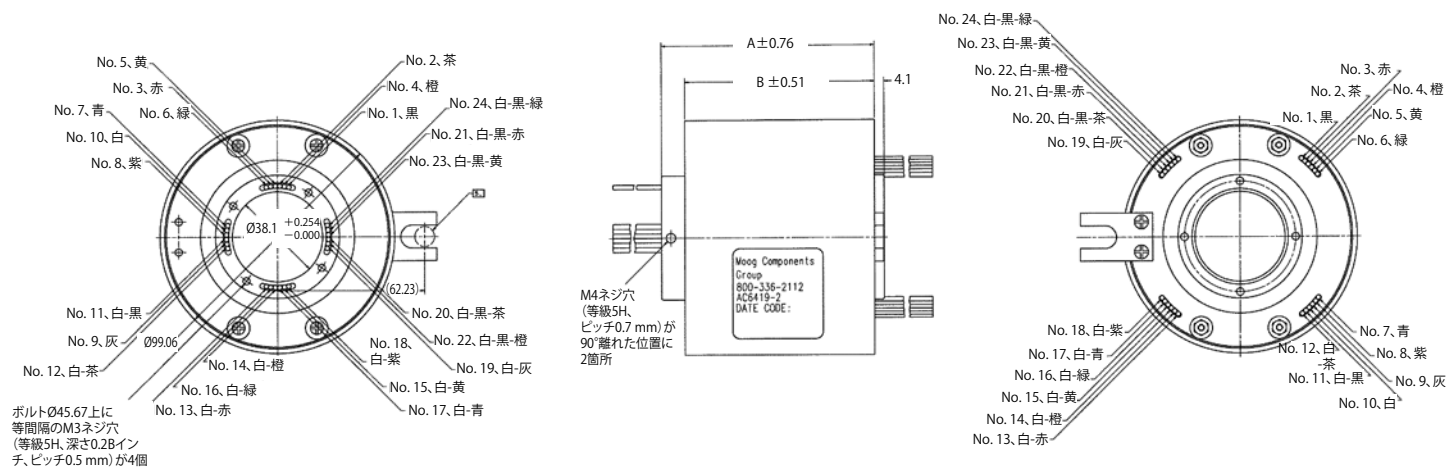 No. 5、黄
No. 3、赤
No. 7、青
No. 6、緑
No. 10、白
No. 8、紫
No. 2、茶
No. 4、橙
No. 24、白-黒-緑
No. 1、黒
No. 21、白-黒-赤
No. 23、白-黒-黄
Ø38.1
+0.254
−0.000
(62.23)
No. 11、白-黒
No. 9、灰
Ø99.06
No. 12、白-茶
No. 14、白-橙
No. 16、白-緑
No. 13、白-赤
No. 18、
白-紫
No. 20、白-黒-茶
No. 22、白-黒-橙
No. 19、白-灰
No. 15、白-黄
No. 17、白-青
ボルトØ45.67上に
等間隔のM3ネジ穴
（等級5H、深さ0.2Bイン
チ、ピッチ0.5 mm）が4個
A±0.76
B ±0.51
4.1
M4ネジ穴
（等級5H、
ピッチ0.7 mm）が
90°離れた位置に
2箇所
Moog Components
Group
800-336-2112
AC6419-2
DATE CODE:
No. 24、白-黒-緑
No. 23、白-黒-黄
No. 22、白-黒-橙
No. 21、白-黒-赤
No. 20、白-黒-茶
No. 19、白-灰
No. 3、赤
No. 2、茶
No. 4、橙
No. 1、黒
No. 5、黄
No. 6、緑
No. 18、白-紫
No. 17、白-青
No. 16、白-緑
No. 15、白-黄
No. 14、白-橙
No. 13、白-赤
No. 7、青
No. 12、白
-茶
No. 8、紫
No. 11、白-黒
No. 9、灰
No. 10、白